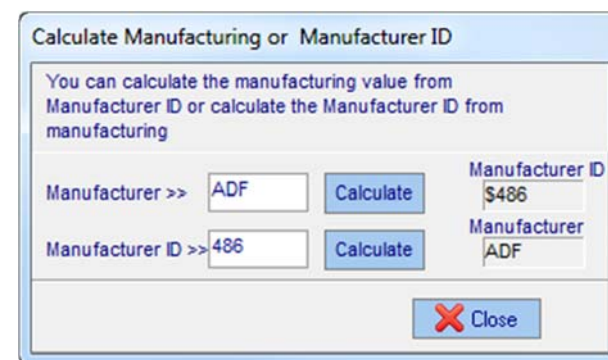 Calculate Manufacturing or Manufacturer ID
You can calculate the manufacturing value from
Manufacturer ID or calculate the Manufacturer ID from
manufacturing
Manufacturer >> ADF Calculate
Manufacturer ID
$486
Manufacturer ID >> 486 Calculate
Manufacturer
ADF
Close